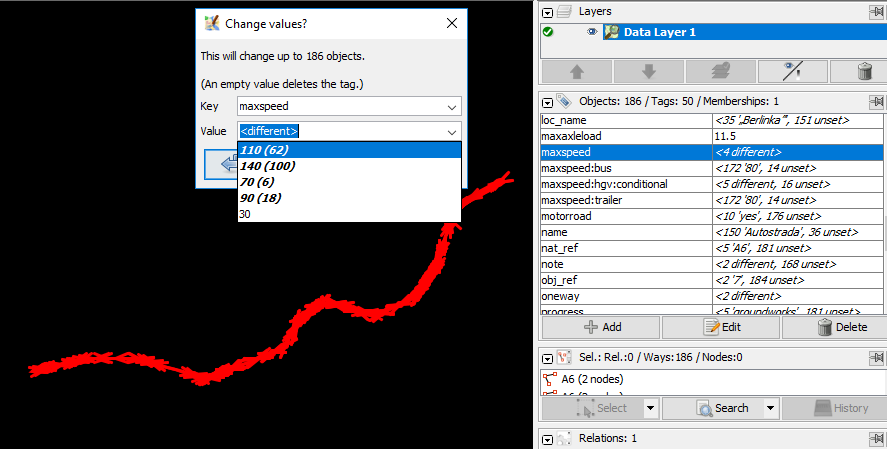 Change values?
This will change up to 186 objects.
(An empty value deletes the tag.)
Key maxspeed
Value <different>
110 (62)
140 (100)
70 (6)
90 (18)
30
Layers
Data Layer 1
Objects: 186 / Tags: 50 / Memberships: 1
loc_name <35 '„Berlinka”', 151 unset>
maxaxleload 11.5
maxspeed <4 different>
maxspeed:bus <172 '80', 14 unset>
maxspeed:hgv:conditional <5 different, 16 unset>
maxspeed:trailer <172 '80', 14 unset>
motorroad <10 'yes', 176 unset>
name <150 'Autostrada', 36 unset>
nat_ref <5 'A6', 181 unset>
note <2 different, 168 unset>
obj_ref <2 '7', 184 unset>
oneway <2 different>
progress <5 'groundworks', 181 unset>
Add Edit Delete
Sel.: Rel.:0 / Ways:186 / Nodes:0
A6 (2 nodes)
Select Search History
Relations: 1